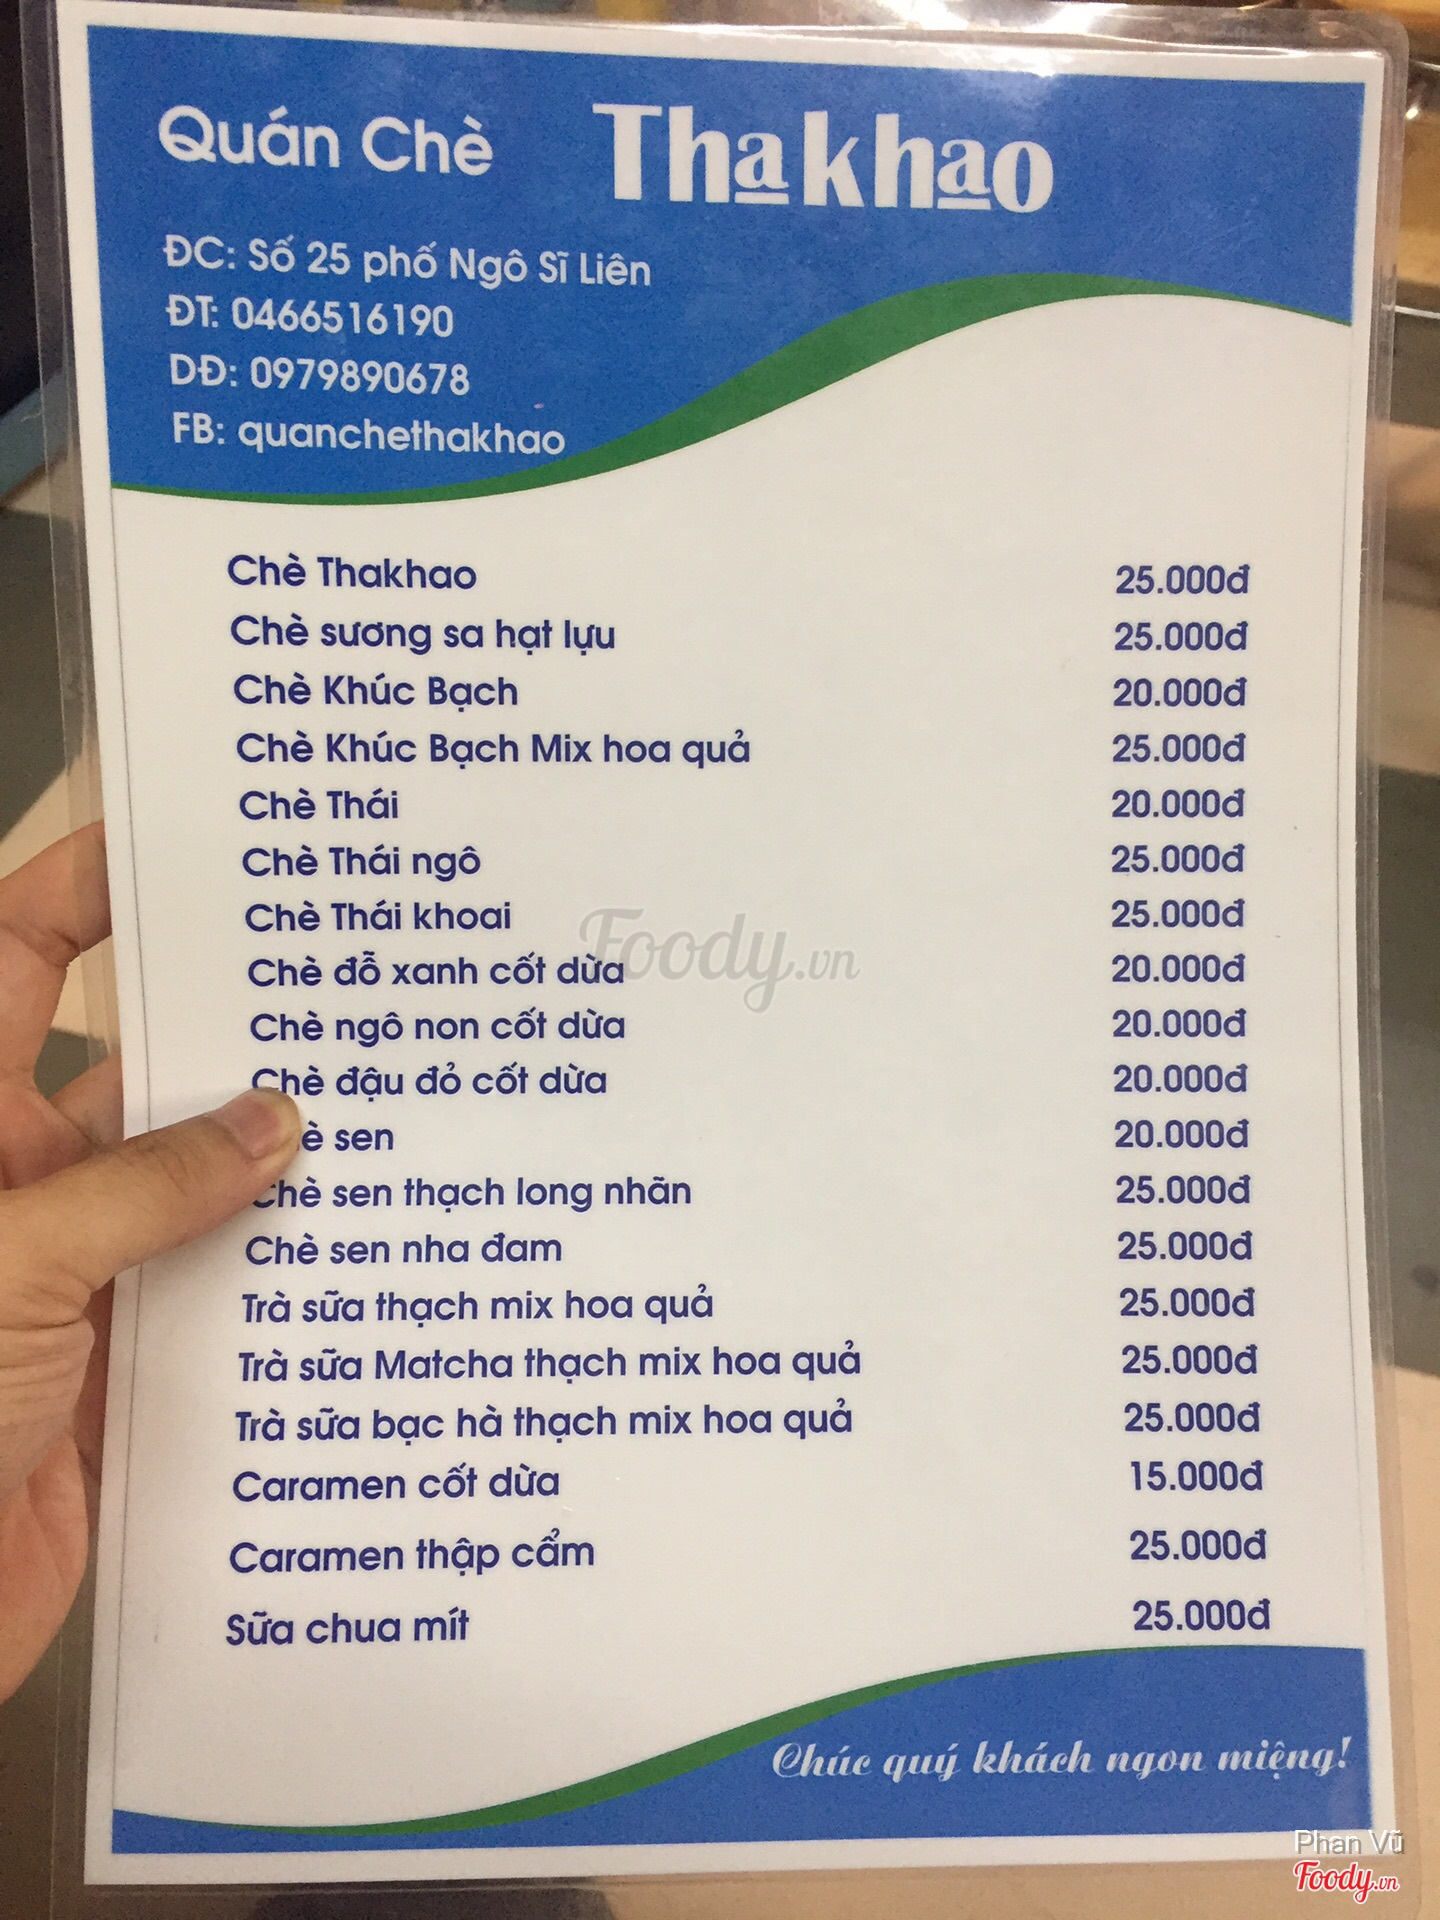 Quán Chè Thakhao
ĐC: Số 25 phố Ngô Sĩ Liên
ĐT: 0466516190
DĐ: 0979890678
FB: quanchethakhao
Chè Thakhao 25.000đ
Chè sương sa hạt lựu 25.000đ
Chè Khúc Bạch 20.000đ
Chè Khúc Bạch Mix hoa quả 25.000đ
Chè Thái 20.000đ
Chè Thái ngô 25.000đ
Chè Thái khoai 25.000đ
Foody.vn
Chè đỗ xanh cốt dừa 20.000đ
Chè ngô non cốt dừa 20.000đ
Chè đậu đỏ cốt dừa 20.000đ
sen 20.000đ
Chè sen thạch long nhãn 25.000đ
Chè sen nha đam 25.000đ
Trà sữa thạch mix hoa quả 25.000đ
Trà sữa Matcha thạch mix hoa quả 25.000đ
Trà sữa bạc hà thạch mix hoa quả 25.000đ
Caramen cốt dừa 15.000đ
Caramen thập cẩm 25.000đ
Sữa chua mít 25.000đ
Chúc quý khách ngon miệng!
Phan Vũ
Foody.vn